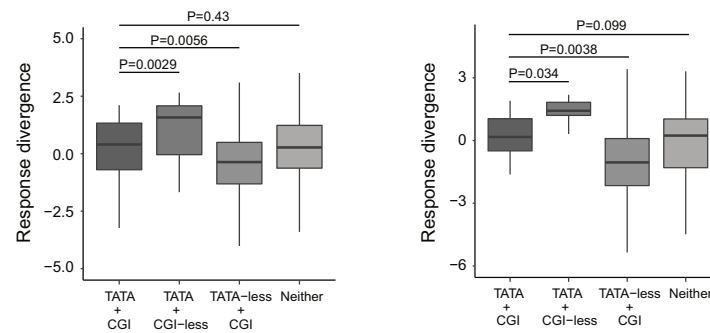 P=0.43
P=0.0056
P=0.0029
5.0
2.5
0.0
−2.5
−5.0
Response divergence
TATA + CGI
TATA + CGI−less
TATA−less + CGI
Neither
P=0.099
P=0.0038
P=0.034
3
0
−3
−6
Response divergence
TATA + CGI
TATA + CGI−less
TATA−less + CGI
Neither